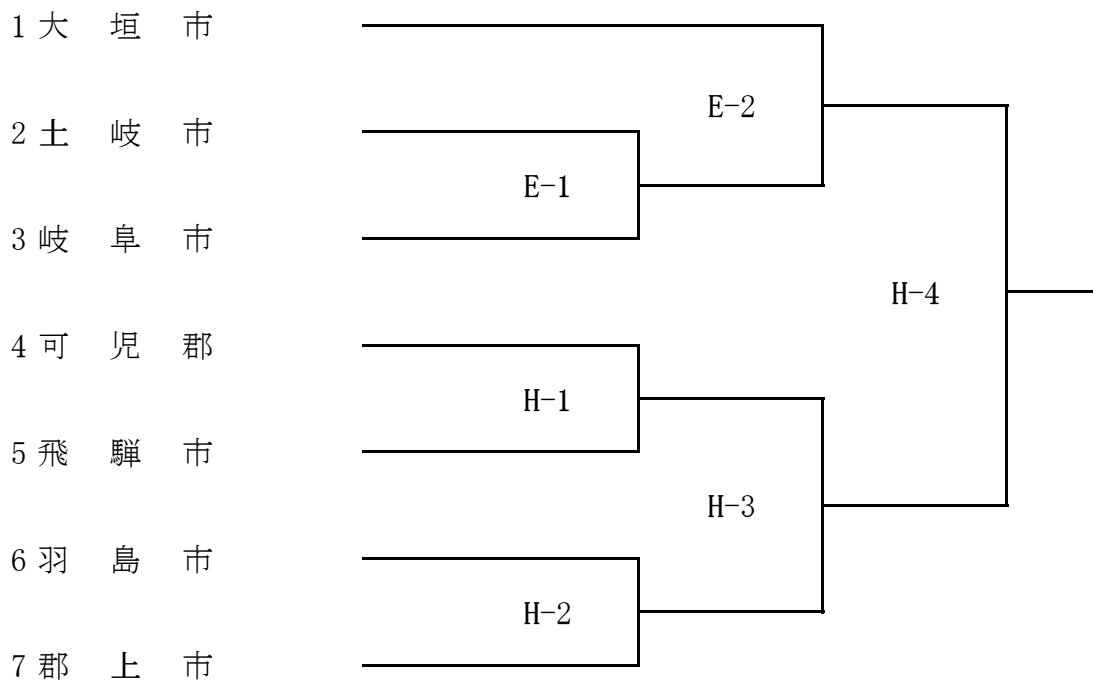 1 大 垣 市
E-2
2 土 岐 市
E-1
3 岐 阜 市
H-4
4 可 児 郡
H-1
5 飛 騨 市
H-3
6 羽 島 市
H-2
7 郡 上 市